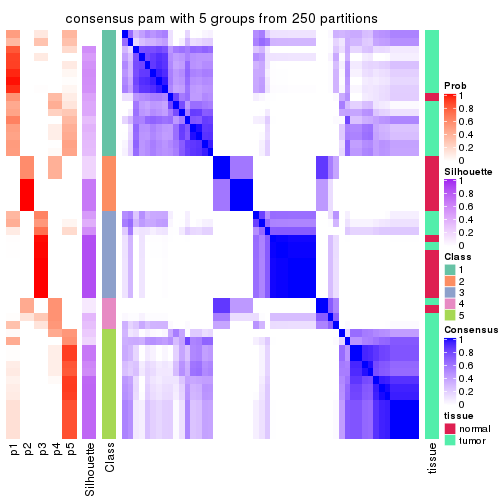 consensus pam with 5 groups from 250 partitions
Prob
1
0.8
0.6
0.4
0.2
0
Silhouette
1
0.8
0.6
0.4
0.2
0
Class
1
2
3
4
5
Consensus
1
0.8
0.6
0.4
0.2
0
tissue
normal
tumor
p1
p2
p3
p4
p5
Silhouette
Class
tissue